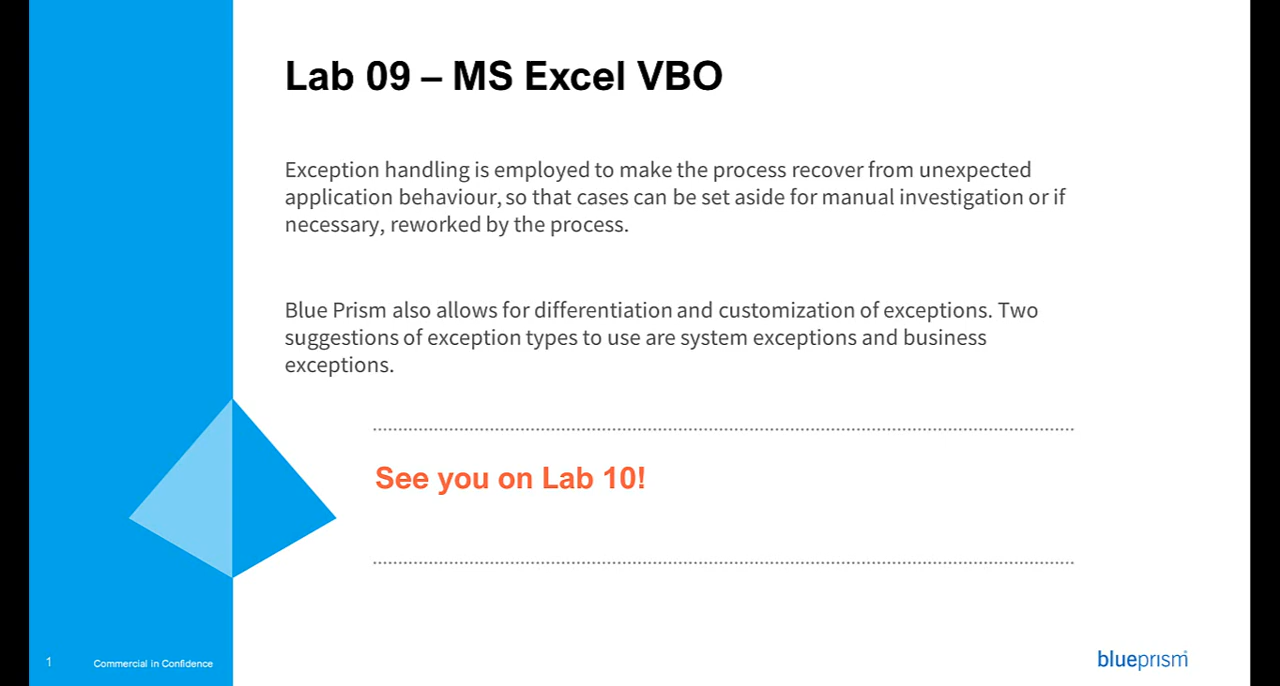 Lab 09 – MS Excel VBO
Exception handling is employed to make the process recover from unexpected
application behaviour, so that cases can be set aside for manual investigation or if
necessary, reworked by the process.
Blue Prism also allows for differentiation and customization of exceptions. Two
suggestions of exception types to use are system exceptions and business
exceptions.
See you on Lab 10!
1 Commercial in Confidence
blueprism